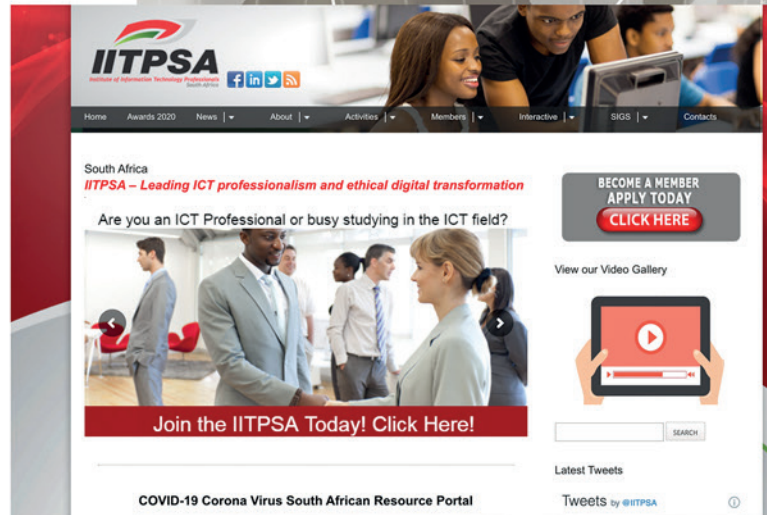 IITPSA
Institute of Information Technology Professionals
South Africa
Home Awards 2020 News About Activities Members Interactive SIGS Contacts
South Africa
IITPSA – Leading ICT professionalism and ethical digital transformation
Are you an ICT Professional or busy studying in the ICT field?
Join the IITPSA Today! Click Here!
COVID-19 Corona Virus South African Resource Portal
BECOME A MEMBER
APPLY TODAY
CLICK HERE
View our Video Gallery
SEARCH
Latest Tweets
Tweets by @IITPSA